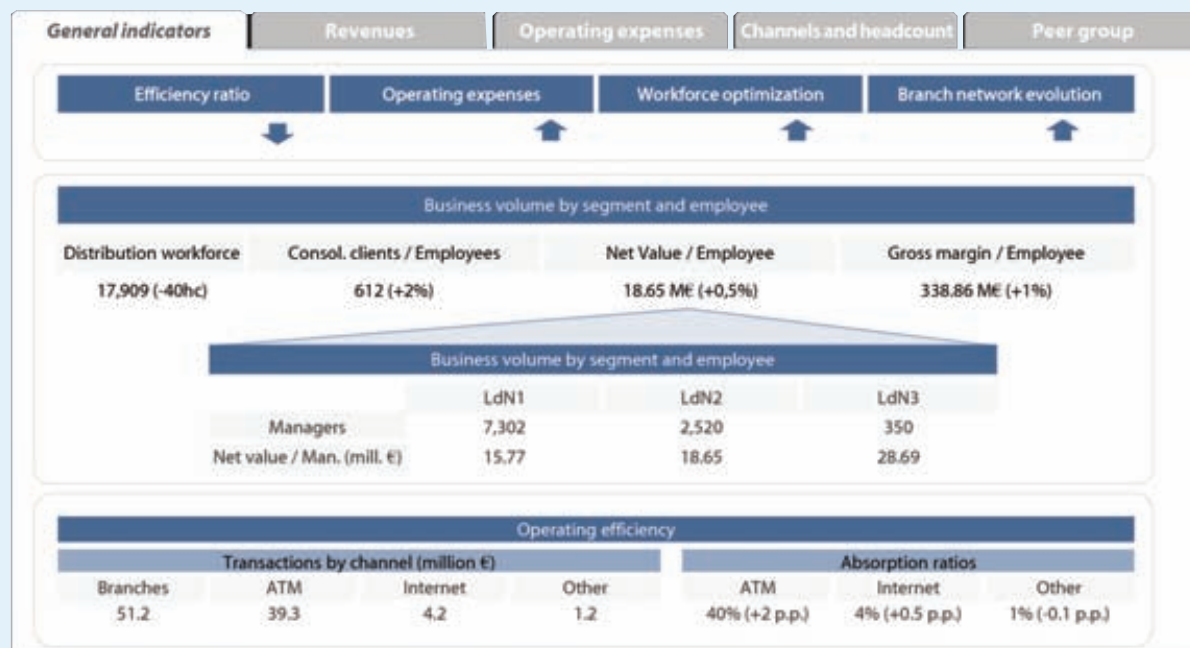 General indicators Revenues Operating expenses Channels and headcount Peer group
Efficiency ratio Operating expenses Workforce optimization Branch network evolution
Business volume by segment and employee
Distribution workforce Consol. clients / Employees Net Value / Employee Gross margin / Employee
17,909 (-40hc) 612 (+2%) 18.65 M€ (+0,5%) 338.86 M€ (+1%)
Business volume by segment and employee
LdN1 LdN2 LdN3
Managers 7,302 2,520 350
Net value / Man. (mill. €) 15.77 18.65 28.69
Operating efficiency
Transactions by channel (million €) Absorption ratios
Branches ATM Internet Other ATM Internet Other
51.2 39.3 4.2 1.2 40% (+2 p.p.) 4% (+0.5 p.p.) 1% (-0.1 p.p.)